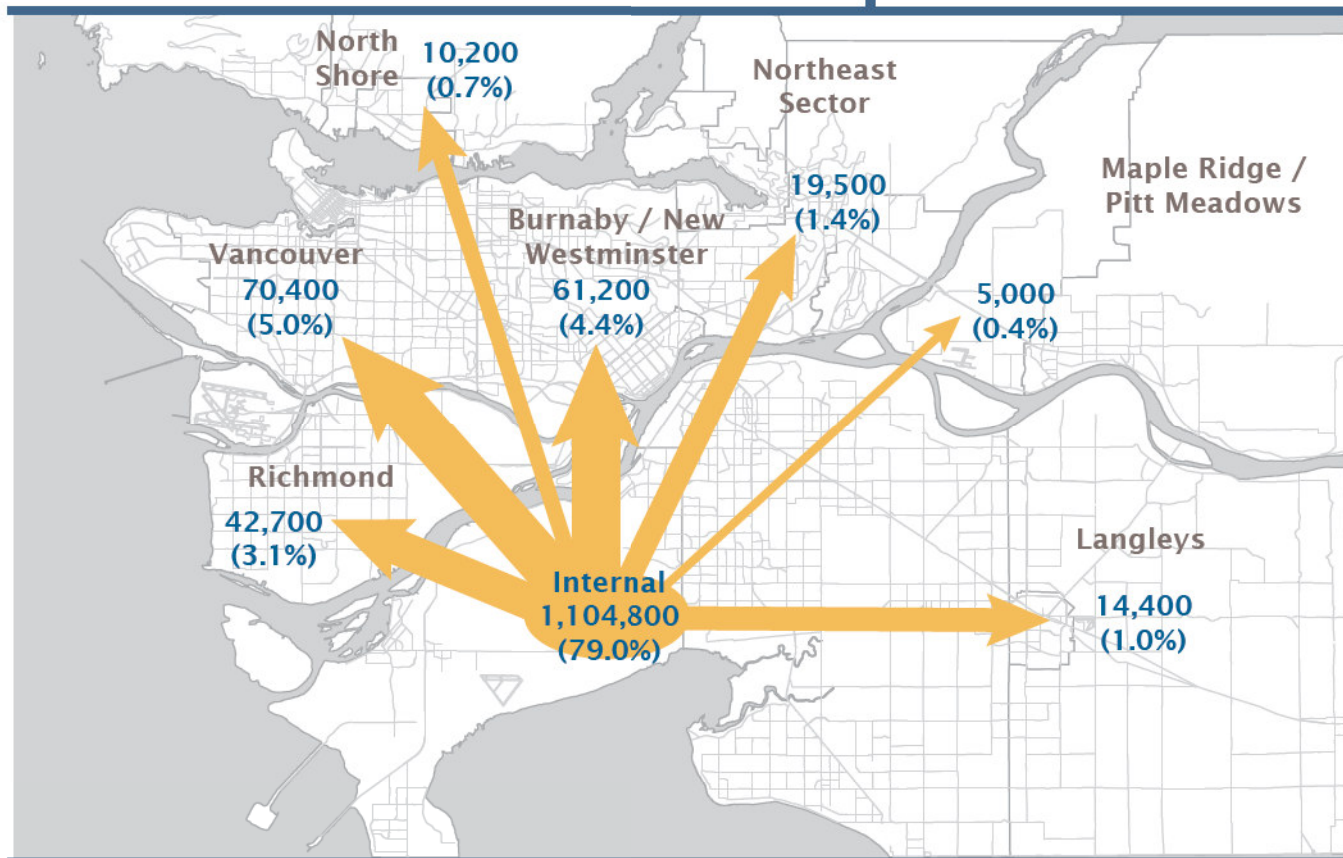 North
Shore
10,200
(0.7%)
Northeast
Sector
19,500
(1.4%)
Maple Ridge /
Pitt Meadows
5,000
(0.4%)
Burnaby / New
Westminster
61,200
(4.4%)
Vancouver
70,400
(5.0%)
Richmond
42,700
(3.1%)
Internal
1,104,800
(79.0%)
Langleys
14,400
(1.0%)